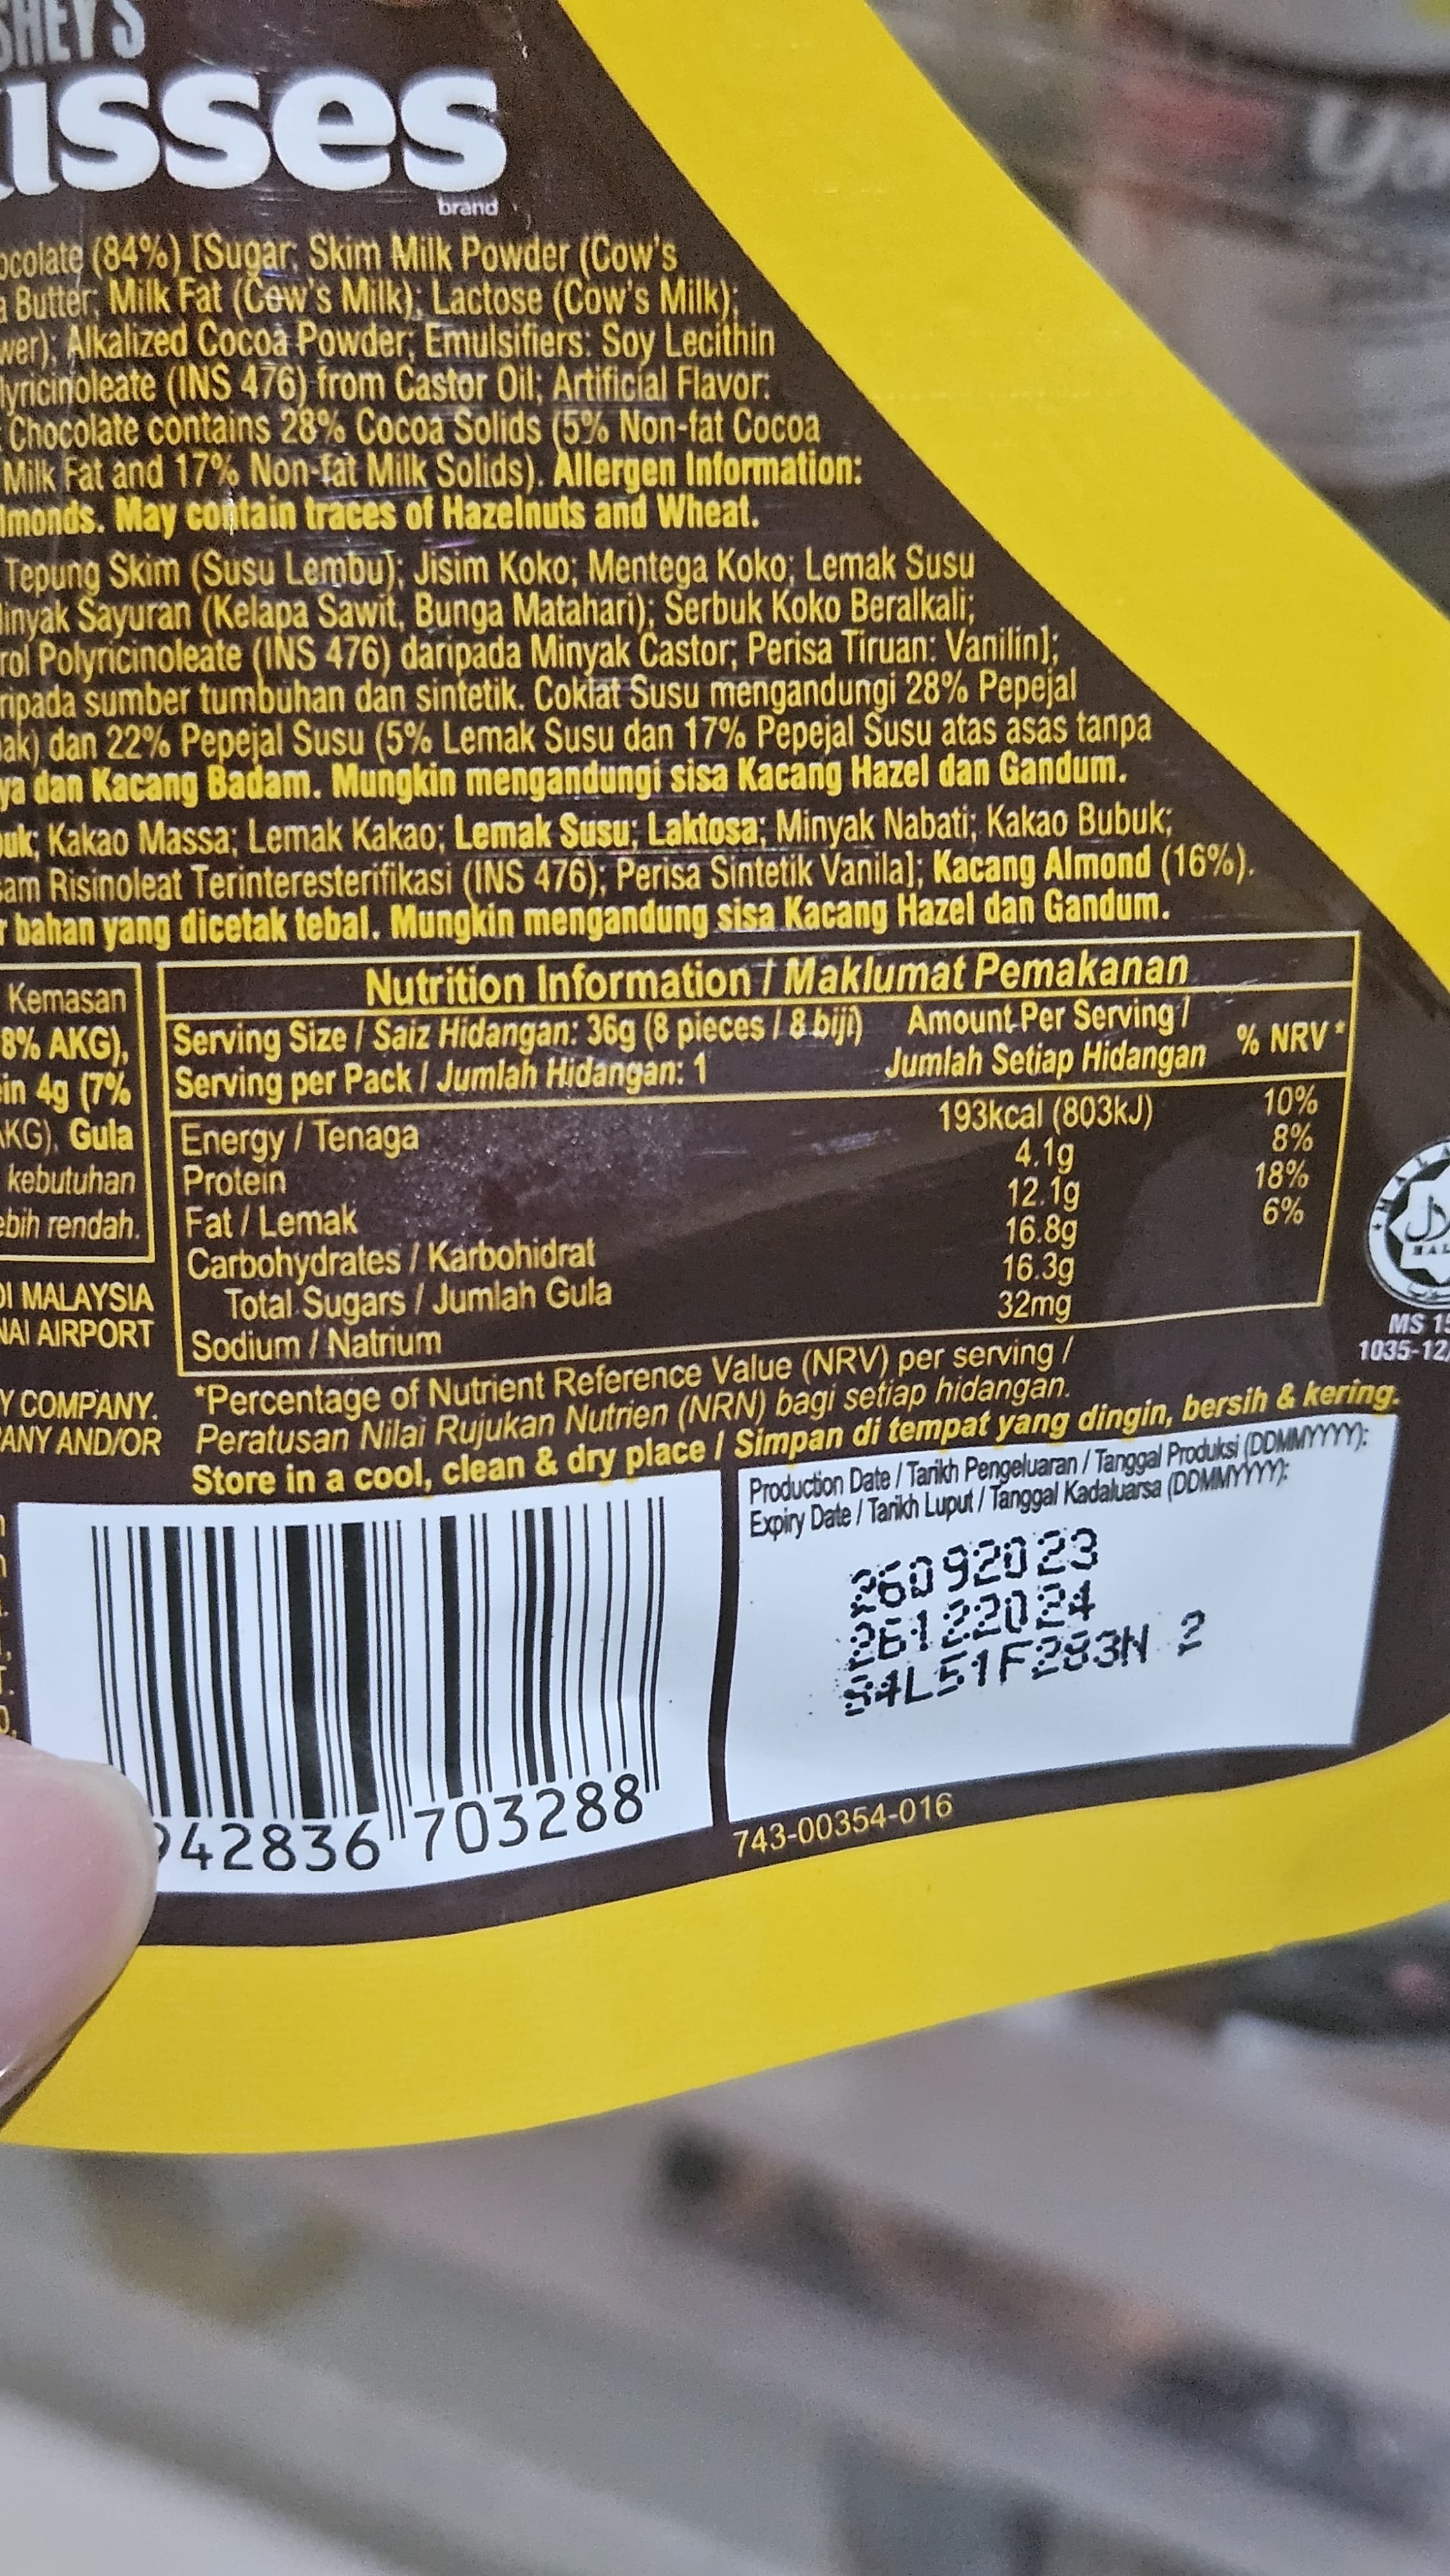 HEY'S
isses
brand
(84%) [Sugar; Skim Milk Powder (Cow's
Butter; Milk Fat (Cow's Milk); Lactose (Cow's Milk);
Alkalized Cocoa Powder; Emulsifiers: Soy Lecithin
(INS 476) from Castor Oil; Artificial Flavor:
Chocolate contains 28% Cocoa Solids (5% Non-fat Cocoa
Milk Fat and 17% Non-fat Milk Solids). Allergen Information:
lmonds. May contain traces of Hazelnuts and Wheat.
Tepung Skim (Susu Lembu); Jisim Koko; Mentega Koko; Lemak Susu
inyak Sayuran (Kelapa Sawit, Bunga Matahari); Serbuk Koko Beralkali;
rol Polyricinoleate (INS 476) daripada Minyak Castor; Perisa Tiruan: Vanilin];
ripada sumber tumbuhan dan sintetik. Coklat Susu mengandungi 28% Pepejal
ak) dan 22% Pepejal Susu (5% Lemak Susu dan 17% Pepejal Susu atas asas tanpa
ya dan Kacang Badam. Mungkin mengandungi sisa Kacang Hazel dan Gandum.
uk; Kakao Massa; Lemak Kakao; Lemak Susu; Laktosa; Minyak Nabati; Kakao Bubuk;
am Risinoleat Terinteresterifikasi (INS 476); Perisa Sintetik Vanila]; Kacang Almond (16%).
r bahan yang dicetak tebal. Mungkin mengandung sisa Kacang Hazel dan Gandum.
Kemasan
8% AKG),
in 4g (7%
KG), Gula
kebutuhan
ebih rendah.
DI MALAYSIA
NAI AIRPORT
Y COMPANY.
ANY AND/OR
Nutrition Information / Maklumat Pemakanan
Serving Size / Saiz Hidangan: 36g (8 pieces / 8 biji)
Serving per Pack / Jumlah Hidangan: 1
Amount Per Serving /
Jumlah Setiap Hidangan
% NRV*
Energy / Tenaga 193kcal (803kJ) 10%
Protein 4.1g 8%
Fat / Lemak 12.1g 18%
Carbohydrates / Karbohidrat 16.8g 6%
Total Sugars / Jumlah Gula 16.3g
Sodium / Natrium 32mg
*Percentage of Nutrient Reference Value (NRV) per serving /
Peratusan Nilai Rujukan Nutrien (NRN) bagi setiap hidangan.
Store in a cool, clean & dry place / Simpan di tempat yang dingin, bersih & kering.
MS 15
1035-12/
Production Date / Tarikh Pengeluaran / Tanggal Produksi (DDMMYYYY):
Expiry Date / Tarikh Luput / Tanggal Kadaluarsa (DDMMYYYY):
26092023
26122024
84L51F283N 2
42836 703288
743-00354-016